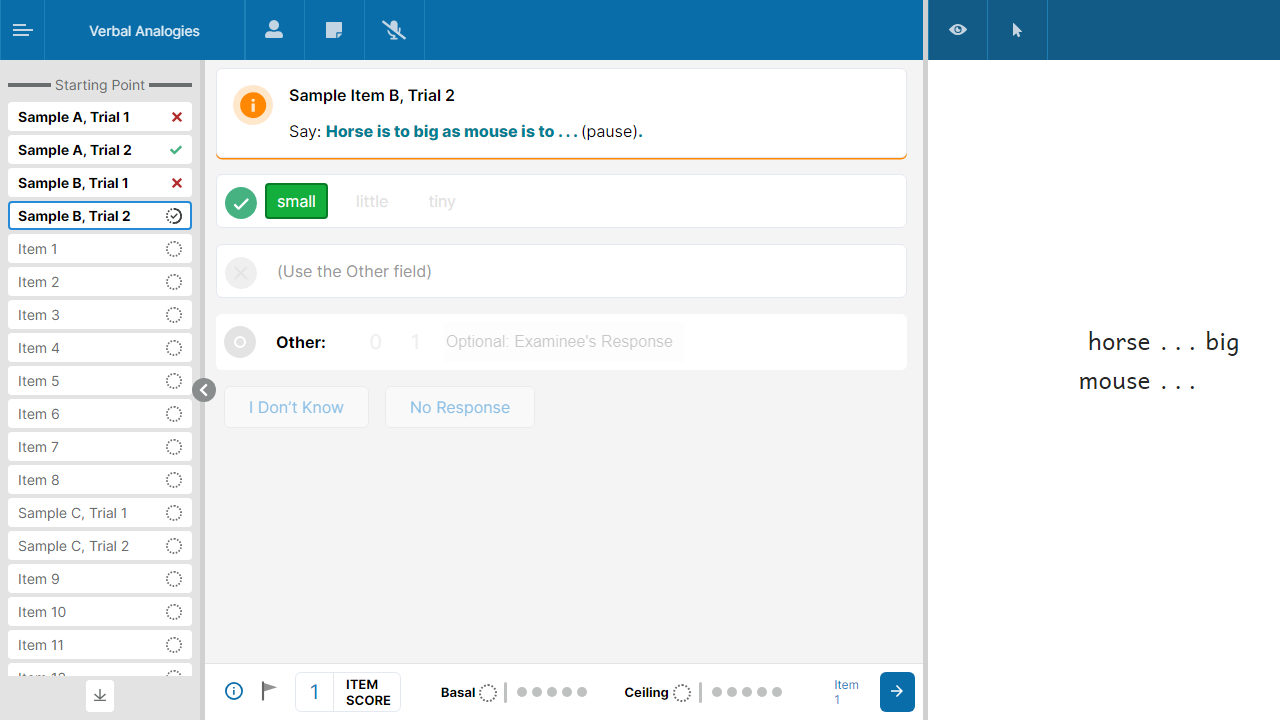 Verbal Analogies
Starting Point
Sample A, Trial 1
Sample A, Trial 2
Sample B, Trial 1
Sample B, Trial 2
Item 1
Item 2
Item 3
Item 4
Item 5
Item 6
Item 7
Item 8
Sample C, Trial 1
Sample C, Trial 2
Item 9
Item 10
Item 11
Item 12
Sample Item B, Trial 2
Say: Horse is to big as mouse is to . . . (pause).
small little tiny
(Use the Other field)
Other: 0 1 Optional: Examinee's Response
I Don't Know No Response
1 ITEM SCORE
Basal
Ceiling
Item 1
horse . . . big
mouse . . .